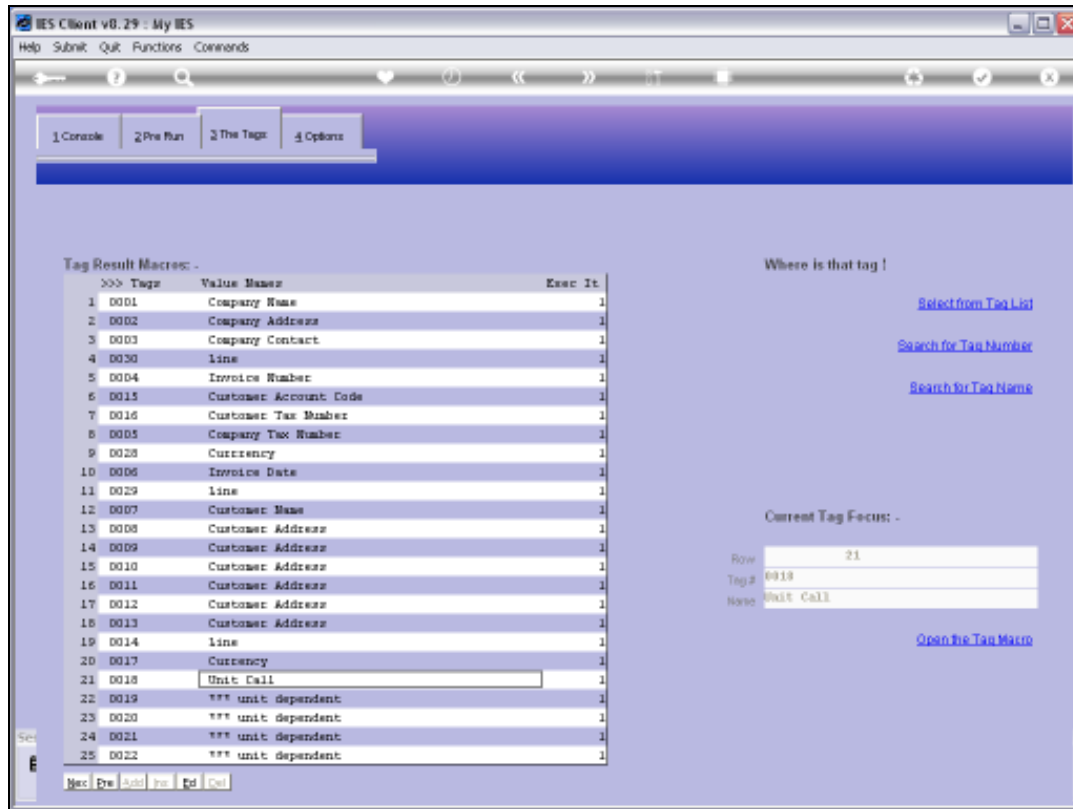 IES Client v8.29 : My IES
Help Submit Quit Functions Commands
1 Console 2 Pre Run 3 The Tags 4 Options
Tag Result Macros: -
Where is that tag !
>>> Tags Value Names Exec It
1 0001 Company Name 1
2 0002 Company Address 1
3 0003 Company Contact 1
4 0030 line 1
5 0004 Invoice Number 1
6 0015 Customer Account Code 1
7 0016 Customer Tax Number 1
8 0005 Company Tax Number 1
9 0028 Currrency 1
10 0006 Invoice Date 1
11 0029 line 1
12 0007 Customer Name 1
13 0008 Customer Address 1
14 0009 Customer Address 1
15 0010 Customer Address 1
16 0011 Customer Address 1
17 0012 Customer Address 1
18 0013 Customer Address 1
19 0014 line 1
20 0017 Currency 1
21 0018 Unit Call 1
22 0019 *** unit dependent 1
23 0020 *** unit dependent 1
24 0021 *** unit dependent 1
25 0022 *** unit dependent 1
Nex Pre Add Ins Ed Del
Select from Tag List
Search for Tag Number
Search for Tag Name
Current Tag Focus: -
Row 21
Tag # 0018
Name Unit Call
Open the Tag Macro